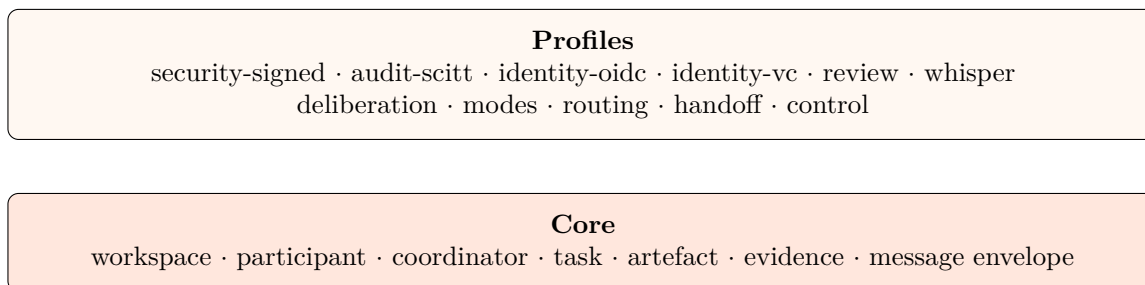 Profiles
security-signed · audit-scitt · identity-oidc · identity-vc · review · whisper
deliberation · modes · routing · handoff · control
Core
workspace · participant · coordinator · task · artefact · evidence · message envelope